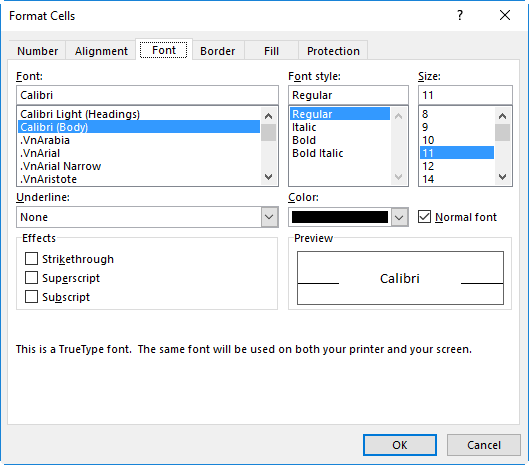 Format Cells
Number Alignment Font Border Fill Protection
Font: Font style: Size:
Calibri Regular 11
Calibri Light (Headings) Regular 8
Calibri (Body) Italic 9
.VnArabia Bold 10
.VnArial Bold Italic 11
.VnArial Narrow 12
.VnAristote 14
Underline: Color:
None Normal font
Effects Preview
Strikethrough
Superscript Calibri
Subscript
This is a TrueType font. The same font will be used on both your printer and your screen.
OK Cancel